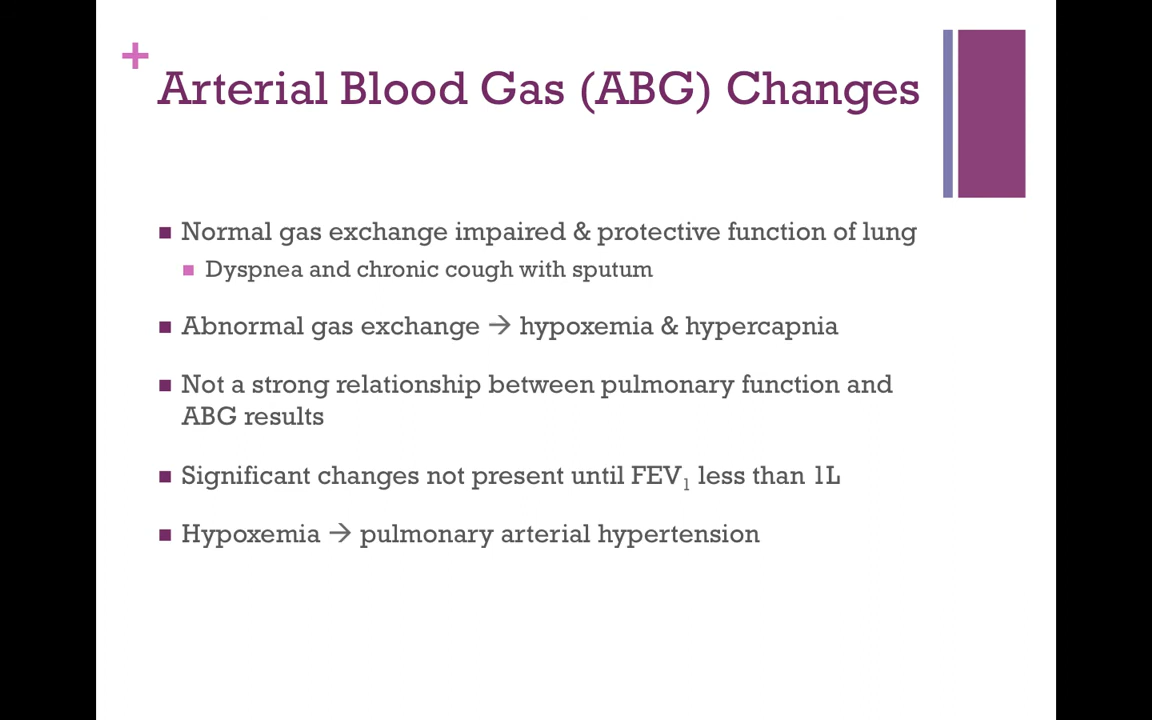 +
Arterial Blood Gas (ABG) Changes
■ Normal gas exchange impaired & protective function of lung
■ Dyspnea and chronic cough with sputum
■ Abnormal gas exchange → hypoxemia & hypercapnia
■ Not a strong relationship between pulmonary function and
ABG results
■ Significant changes not present until FEV₁ less than 1L
■ Hypoxemia → pulmonary arterial hypertension